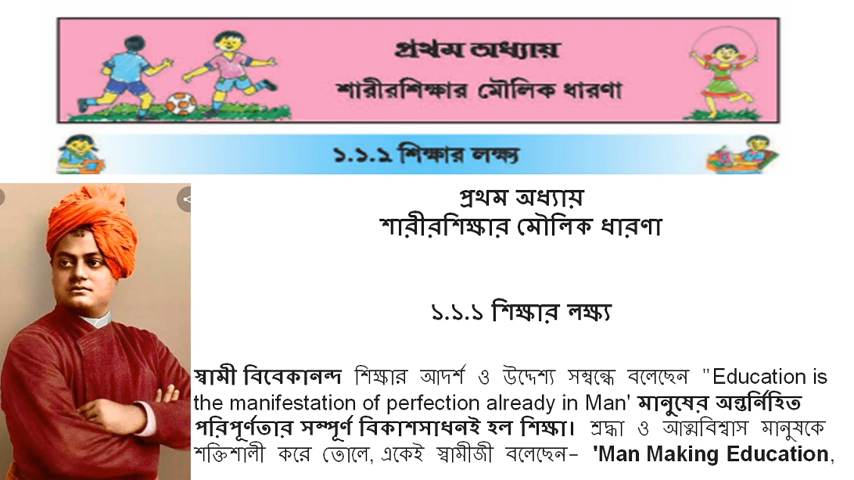 প্রথম অধ্যায়
শারীরশিক্ষার মৌলিক ধারণা
১.১.২ শিক্ষার লক্ষ্য
প্রথম অধ্যায়
শারীরশিক্ষার মৌলিক ধারণা
১.১.১ শিক্ষার লক্ষ্য
স্বামী বিবেকানন্দ শিক্ষার আদর্শ ও উদ্দেশ্য সম্বন্ধে বলেছেন "Education is
the manifestation of perfection already in Man' মানুষের অন্তর্নিহিত
পরিপূর্ণতার সম্পূর্ণ বিকাশসাধনই হল শিক্ষা। শ্রদ্ধা ও আত্মবিশ্বাস মানুষকে
শক্তিশালী করে তোলে, একেই স্বামীজী বলেছেন– 'Man Making Education,